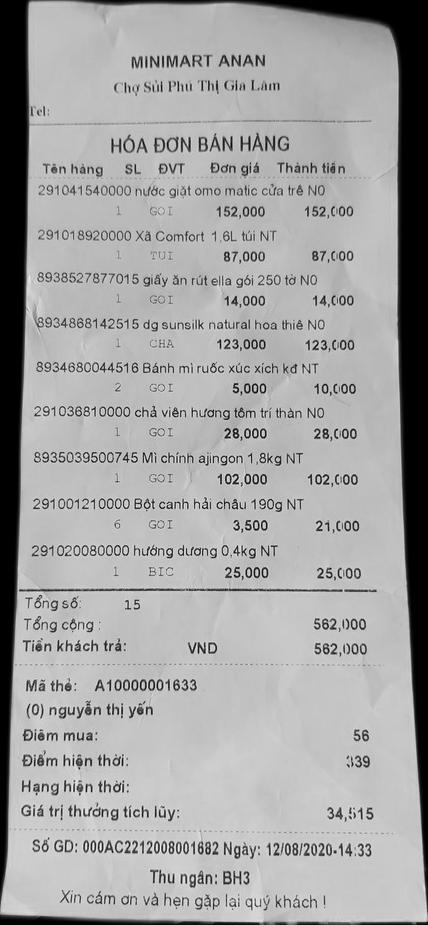 MINIMART ANAN
Chợ Sủi Phú Thị Gia Lâm
Tel:
HÓA ĐƠN BÁN HÀNG
Tên hàng SL ĐVT Đơn giá Thành tiền
291041540000 nước giặt omo matic cửa trê N0
1 GOI 152,000 152,000
291018920000 Xã Comfort 1,6L túi NT
1 TUI 87,000 87,000
8938527877015 giấy ăn rút ella gói 250 tờ N0
1 GOI 14,000 14,000
8934868142515 dg sunsilk natural hoa thiê N0
1 CHA 123,000 123,000
8934680044516 Bánh mì ruốc xúc xích kđ NT
2 GOI 5,000 10,000
291036810000 chả viên hương tôm trí thàn N0
1 GOI 28,000 28,000
8935039500745 Mì chính ajingon 1,8kg NT
1 GOI 102,000 102,000
291001210000 Bột canh hải châu 190g NT
6 GOI 3,500 21,000
291020080000 hướng dương 0,4kg NT
1 BIC 25,000 25,000
Tổng số: 15
Tổng cộng : 562,000
Tiền khách trả: VND 562,000
Mã thẻ: A10000001633
(0) nguyễn thị yến
Điêm mua: 56
Điểm hiện thời: 339
Hạng hiện thời:
Giá trị thưởng tích lũy: 34,515
Số GD: 000AC2212008001682 Ngày: 12/08/2020-14:33
Thu ngân: BH3
Xin cám ơn và hẹn gặp lại quý khách !